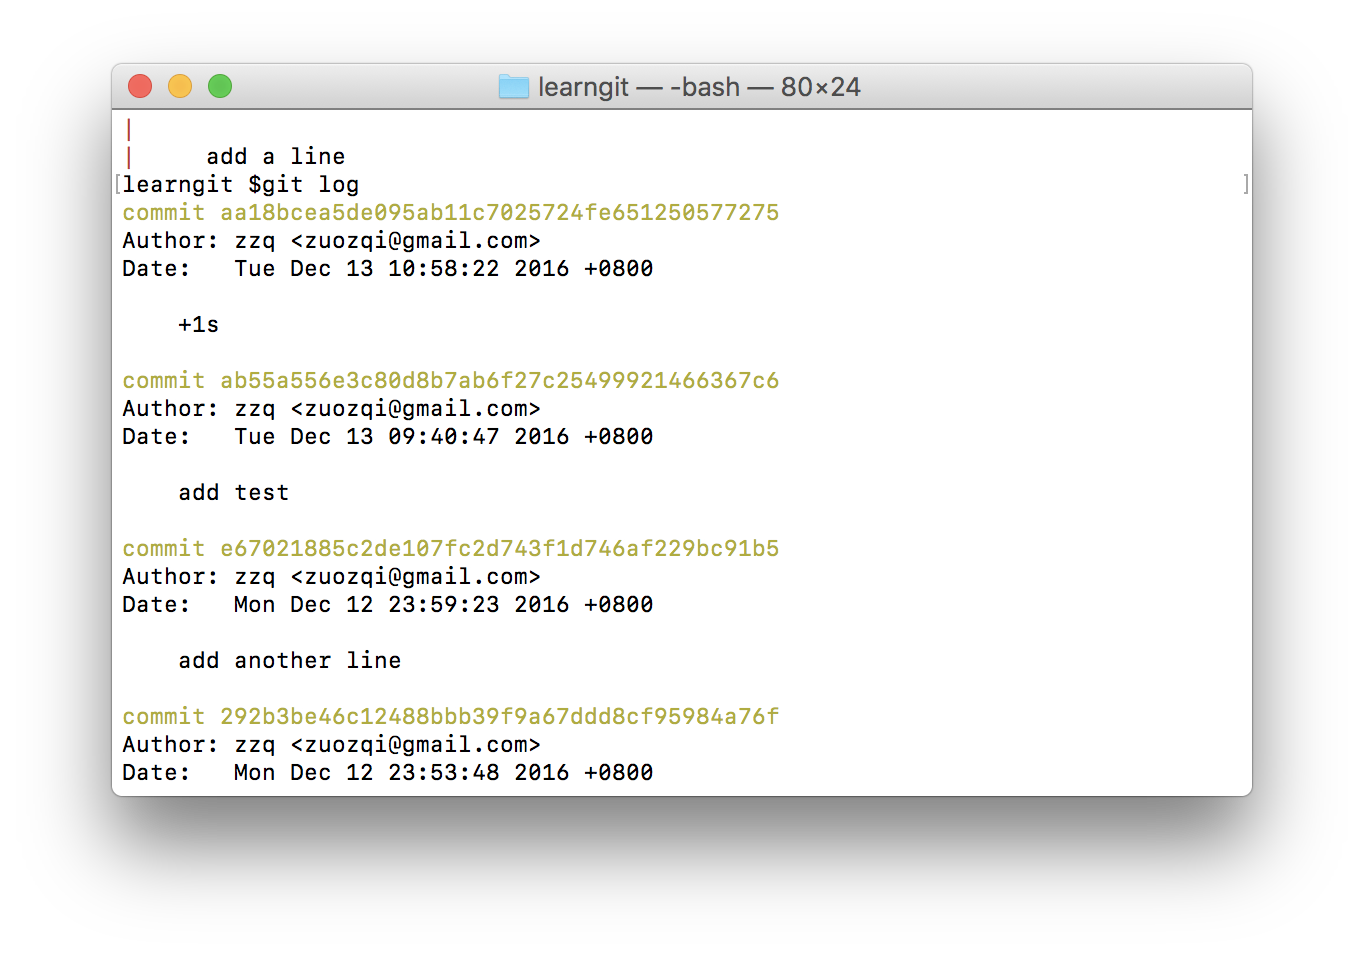 learngit — -bash — 80×24
|
|     add a line
[learngit $git log ]
commit aa18bcea5de095ab11c7025724fe651250577275
Author: zzq <zuozqi@gmail.com>
Date:   Tue Dec 13 10:58:22 2016 +0800
    +1s
commit ab55a556e3c80d8b7ab6f27c25499921466367c6
Author: zzq <zuozqi@gmail.com>
Date:   Tue Dec 13 09:40:47 2016 +0800
    add test
commit e67021885c2de107fc2d743f1d746af229bc91b5
Author: zzq <zuozqi@gmail.com>
Date:   Mon Dec 12 23:59:23 2016 +0800
    add another line
commit 292b3be46c12488bbb39f9a67ddd8cf95984a76f
Author: zzq <zuozqi@gmail.com>
Date:   Mon Dec 12 23:53:48 2016 +0800